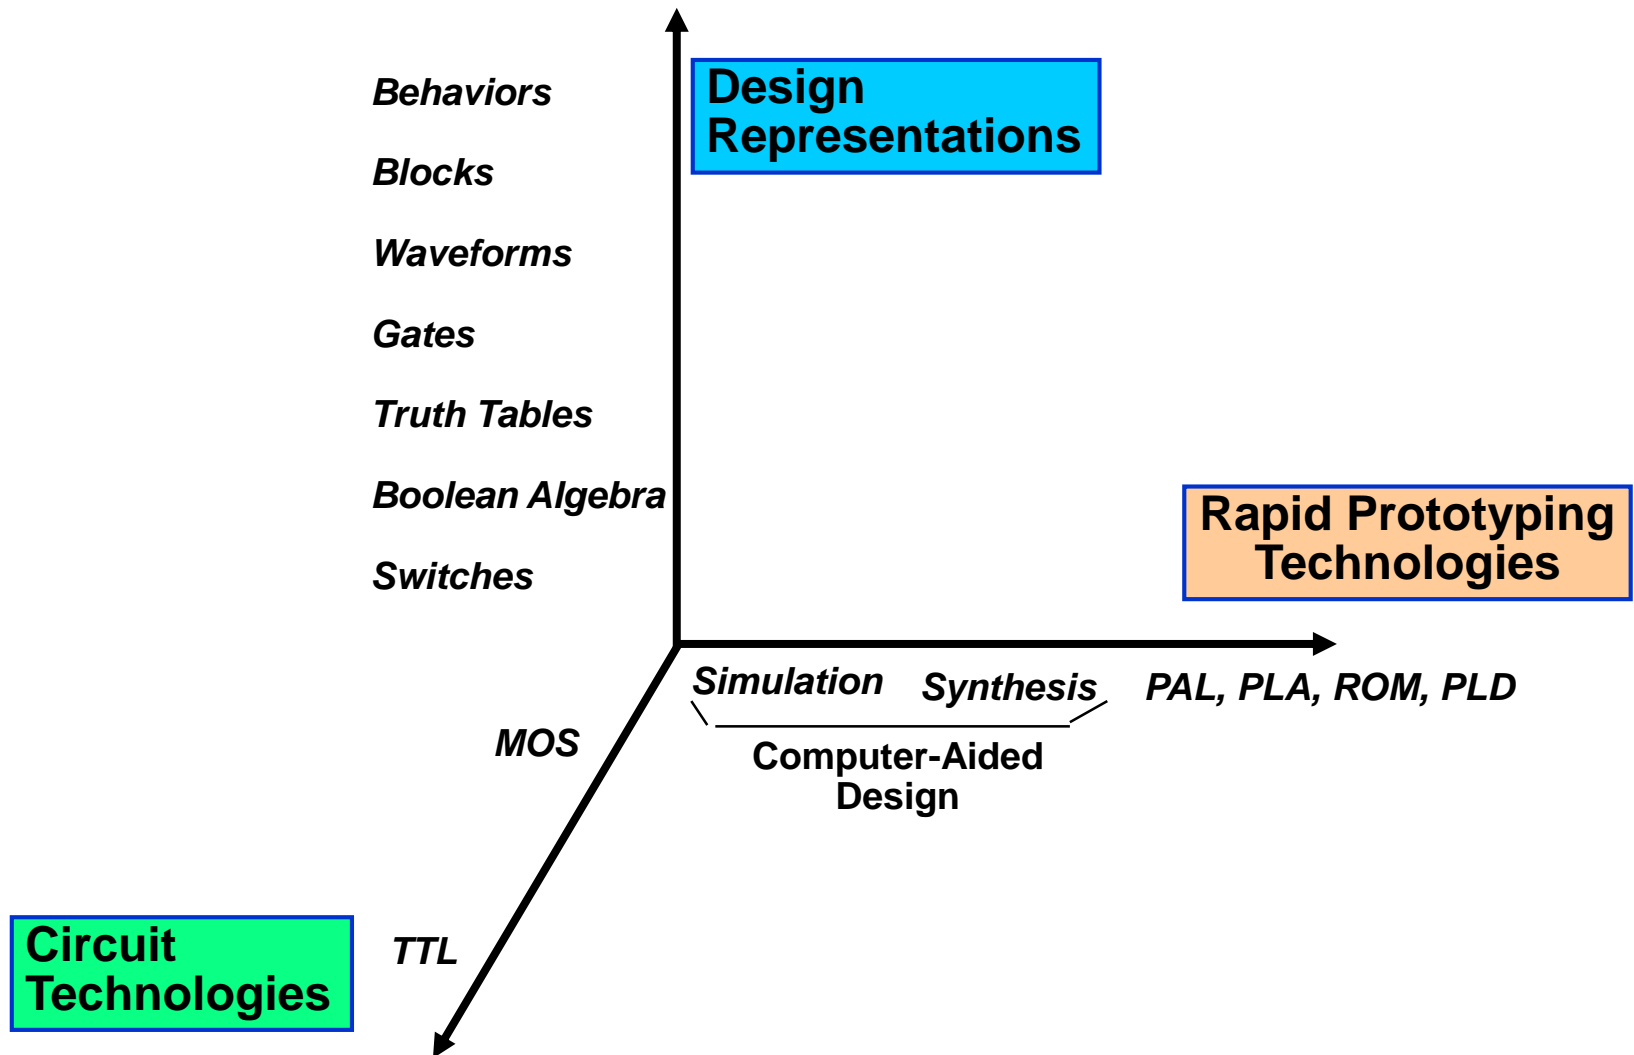 Behaviors
Design
Representations
Blocks
Waveforms
Gates
Truth Tables
Boolean Algebra
Switches
Rapid Prototyping
Technologies
Simulation
Synthesis
PAL, PLA, ROM, PLD
Computer-Aided
Design
MOS
TTL
Circuit
Technologies